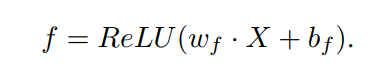 f = ReLU(w_f · X + b_f).